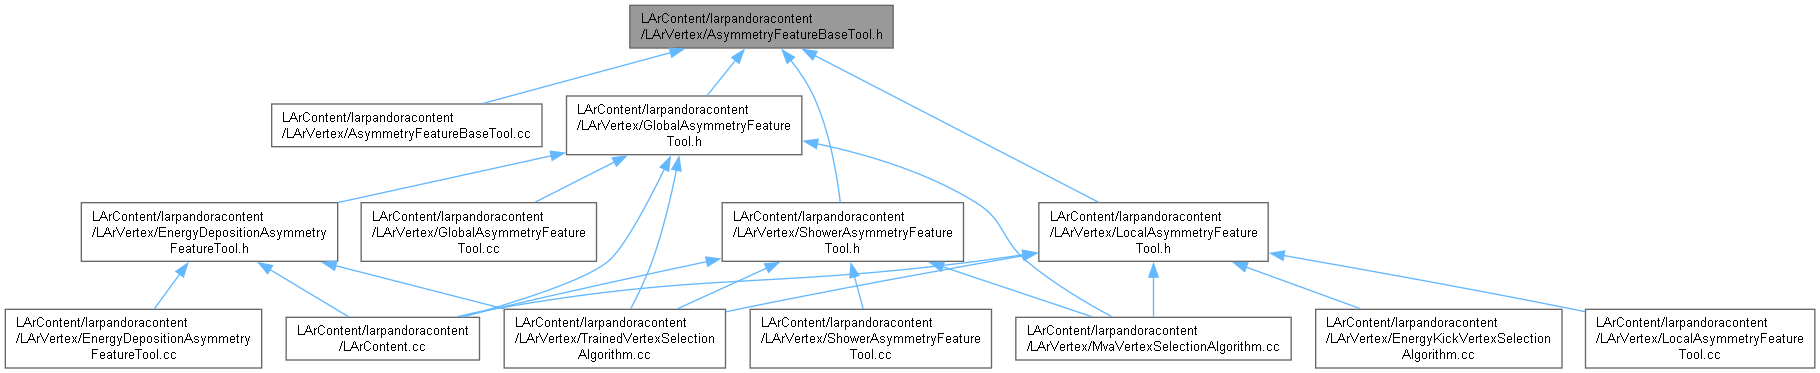 LArContent/larpandoracontent
/LArVertex/AsymmetryFeatureBaseTool.h
LArContent/larpandoracontent
/LArVertex/AsymmetryFeatureBaseTool.cc
LArContent/larpandoracontent
/LArVertex/GlobalAsymmetryFeature
Tool.h
LArContent/larpandoracontent
/LArVertex/EnergyDepositionAsymmetry
FeatureTool.h
LArContent/larpandoracontent
/LArVertex/GlobalAsymmetryFeature
Tool.cc
LArContent/larpandoracontent
/LArVertex/ShowerAsymmetryFeature
Tool.h
LArContent/larpandoracontent
/LArVertex/LocalAsymmetryFeature
Tool.h
LArContent/larpandoracontent
/LArVertex/EnergyDepositionAsymmetry
FeatureTool.cc
LArContent/larpandoracontent
/LArContent.cc
LArContent/larpandoracontent
/LArVertex/TrainedVertexSelection
Algorithm.cc
LArContent/larpandoracontent
/LArVertex/ShowerAsymmetryFeature
Tool.cc
LArContent/larpandoracontent
/LArVertex/MvaVertexSelectionAlgorithm.cc
LArContent/larpandoracontent
/LArVertex/EnergyKickVertexSelection
Algorithm.cc
LArContent/larpandoracontent
/LArVertex/LocalAsymmetryFeature
Tool.cc